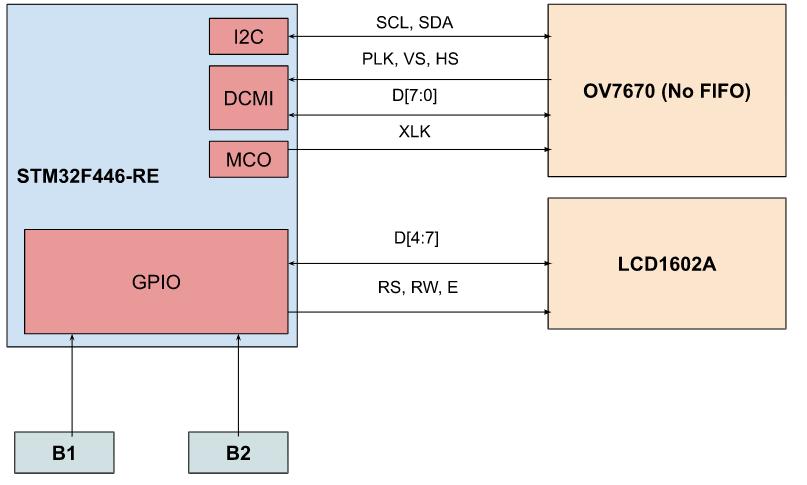 I2C
SCL, SDA
PLK, VS, HS
DCMI
D[7:0]
OV7670 (No FIFO)
XLK
MCO
STM32F446-RE
D[4:7]
LCD1602A
GPIO
RS, RW, E
B1
B2